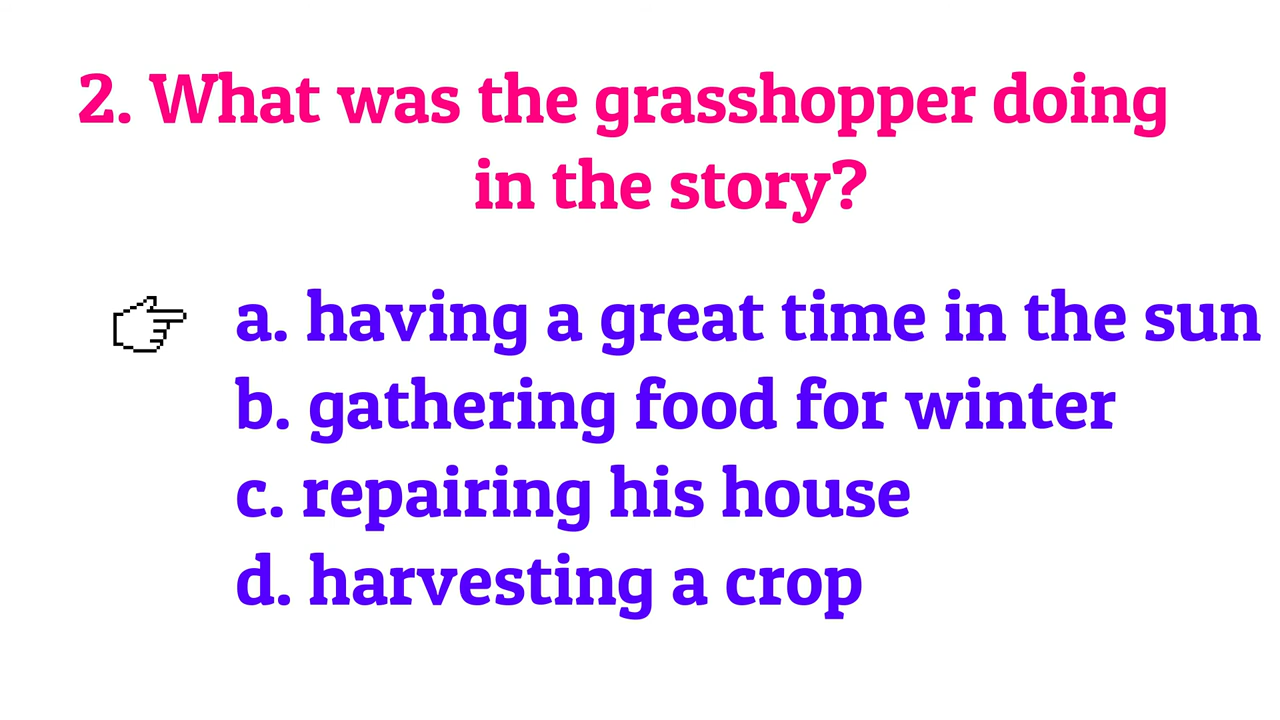 2. What was the grasshopper doing
in the story?
a. having a great time in the sun
b. gathering food for winter
c. repairing his house
d. harvesting a crop